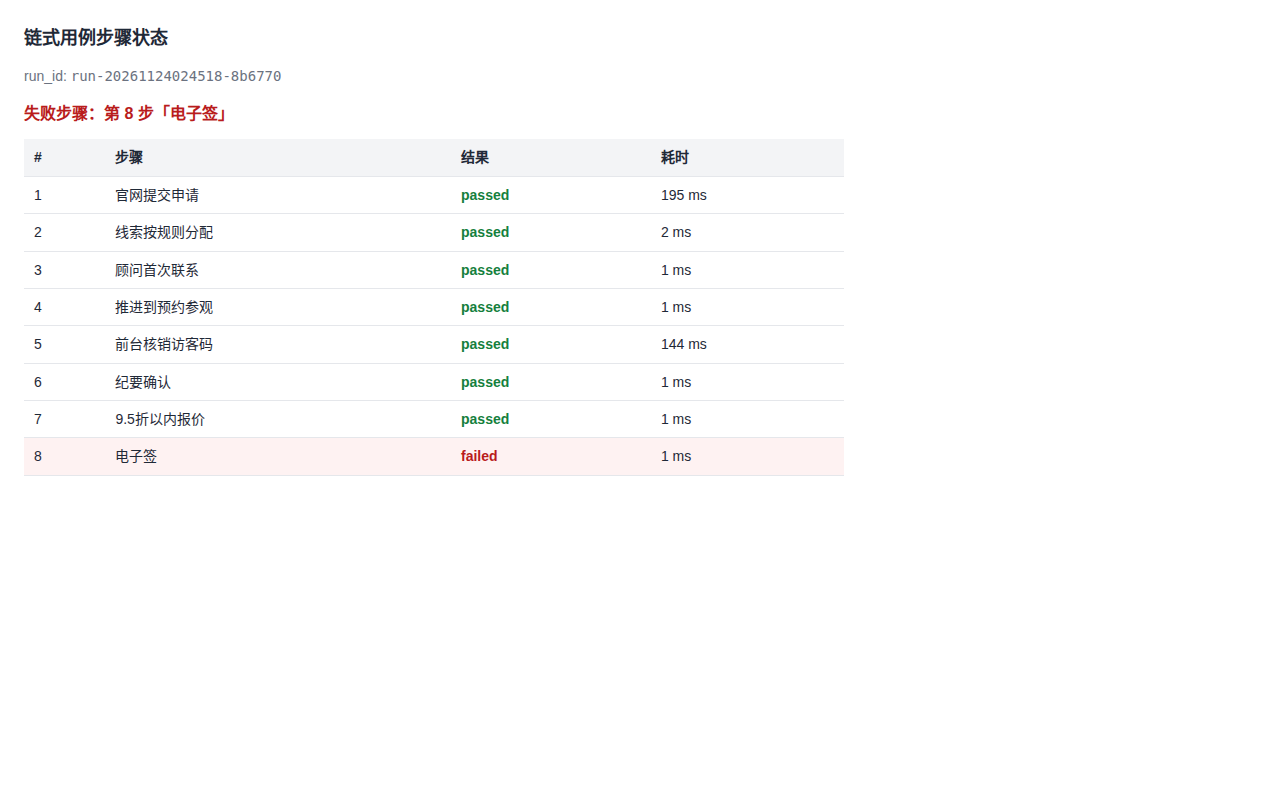 链式用例步骤状态
run_id: run-20261124024518-8b6770
失败步骤：第 8 步「电子签」
# 步骤 结果 耗时
1 官网提交申请 passed 195 ms
2 线索按规则分配 passed 2 ms
3 顾问首次联系 passed 1 ms
4 推进到预约参观 passed 1 ms
5 前台核销访客码 passed 144 ms
6 纪要确认 passed 1 ms
7 9.5折以内报价 passed 1 ms
8 电子签 failed 1 ms